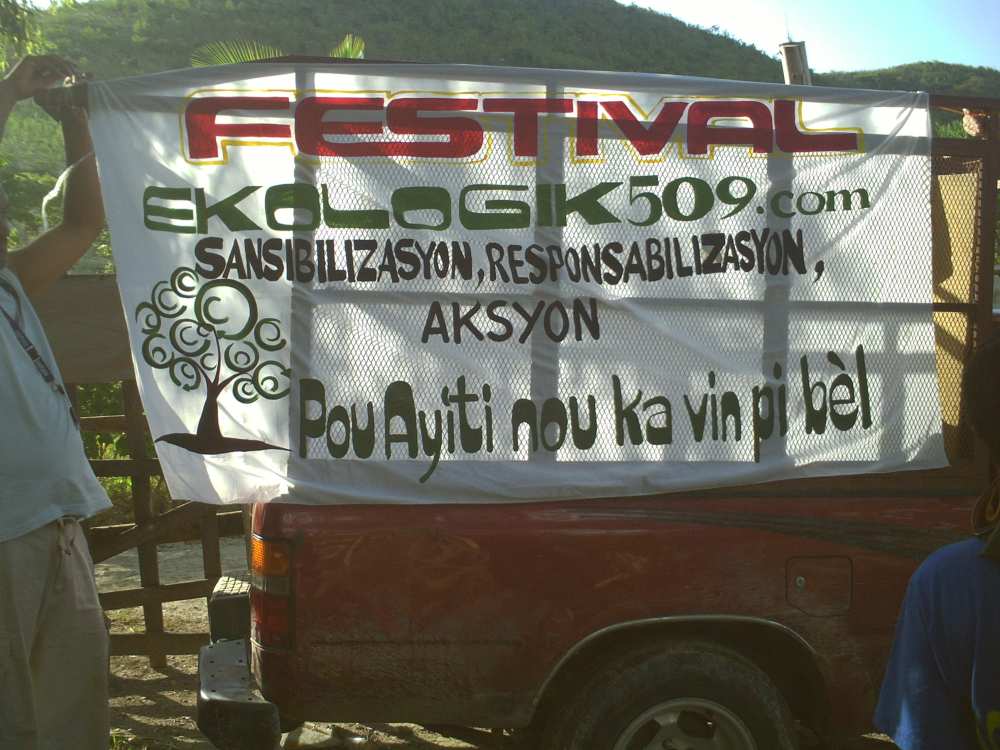 FESTIVAL
EKOLOGIK509.com
SANSIBILIZASYON, RESPONSABILIZASYON,
AKSYON
Pou Ayiti nou ka vin pi bèl